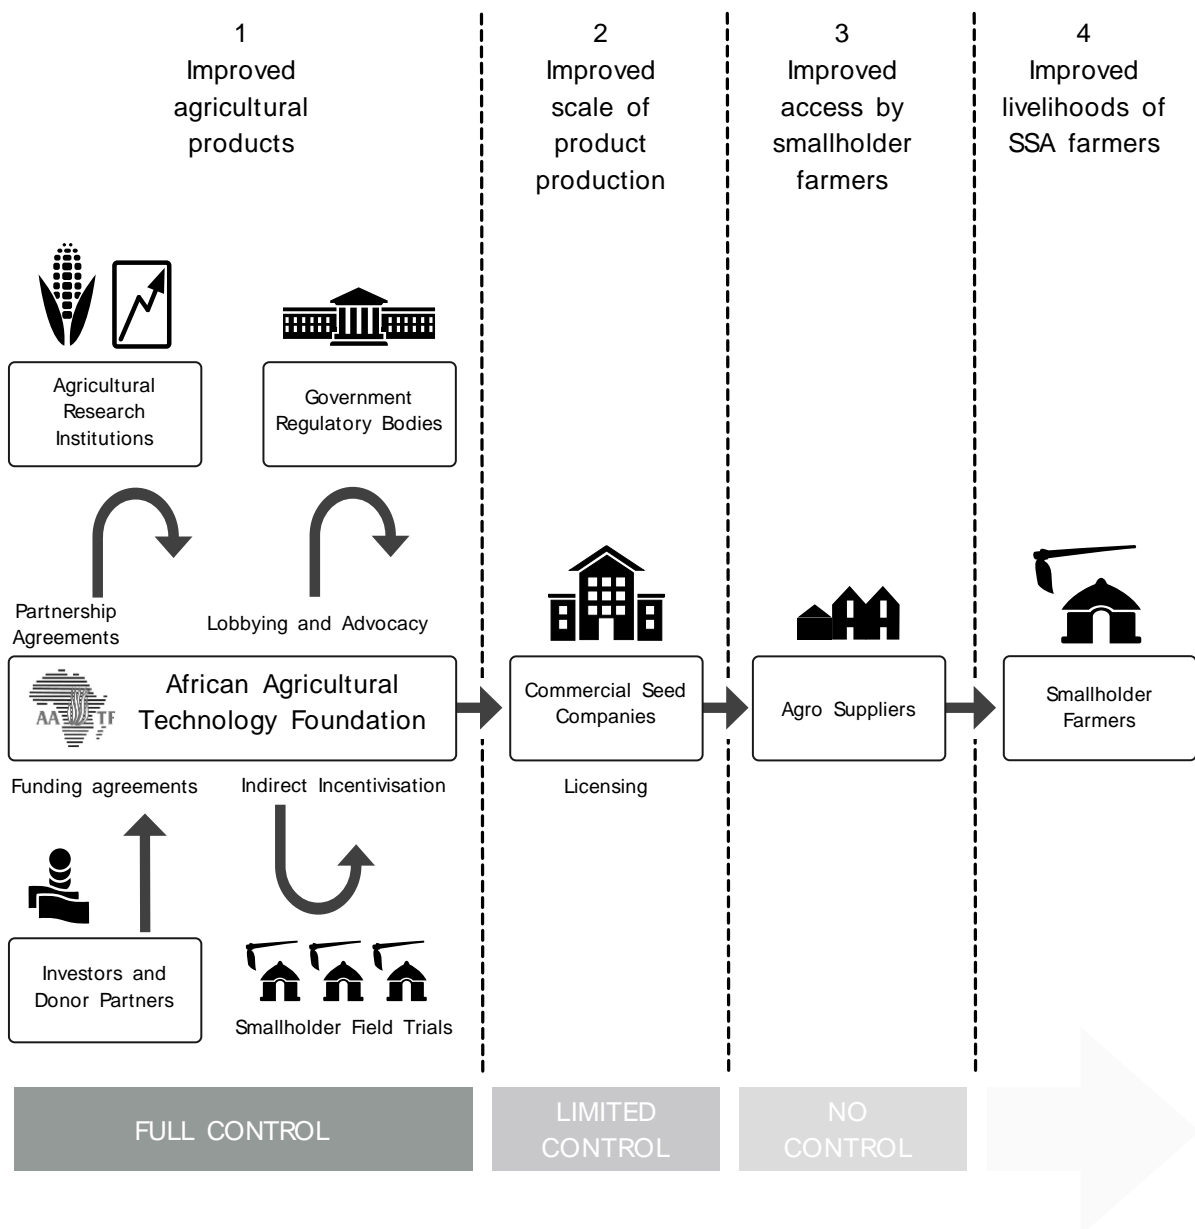 1
Improved
agricultural
products
2
Improved
scale of
product
production
3
Improved
access by
smallholder
farmers
4
Improved
livelihoods of
SSA farmers
Agricultural
Research
Institutions
Government
Regulatory Bodies
Partnership
Agreements
Lobbying and Advocacy
AATF
African Agricultural
Technology Foundation
Commercial Seed
Companies
Agro Suppliers
Smallholder
Farmers
Funding agreements
Indirect Incentivisation
Licensing
Investors and
Donor Partners
Smallholder Field Trials
FULL CONTROL
LIMITED
CONTROL
NO
CONTROL